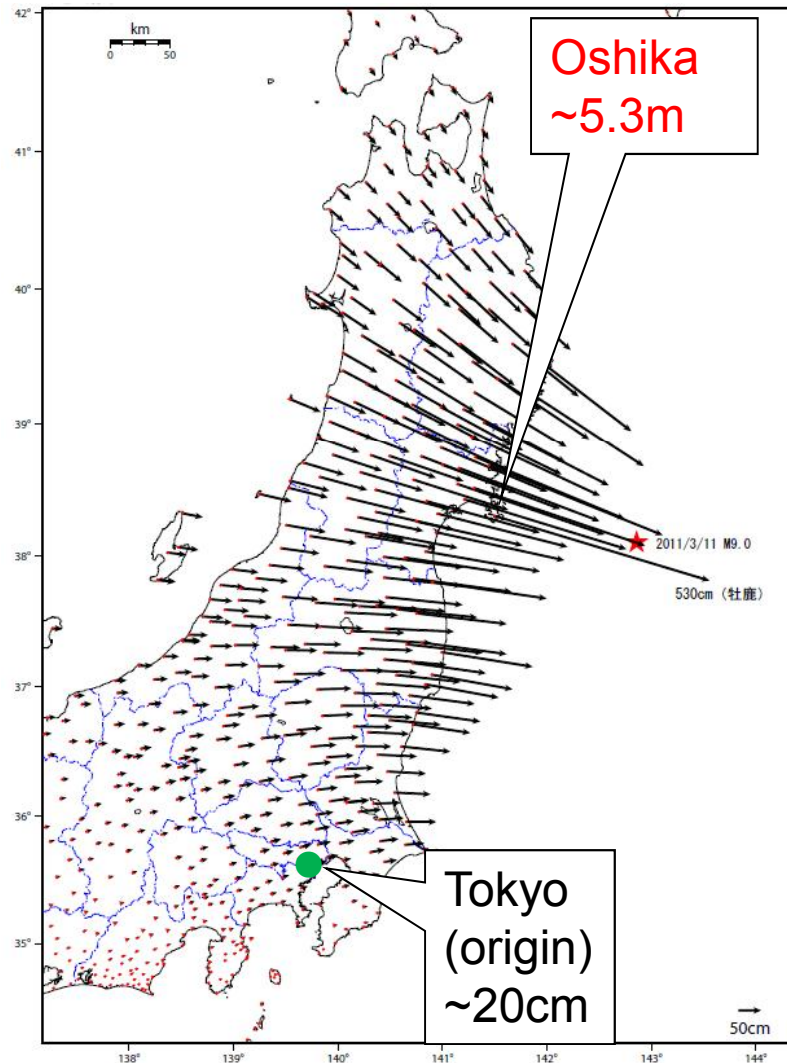 42°
km
0 50
Oshika
~5.3m
41°
40°
39°
38°
2011/3/11 M9.0
530cm (牡鹿)
37°
36°
Tokyo
(origin)
~20cm
35°
50cm
138° 139° 140° 141° 142° 143° 144°